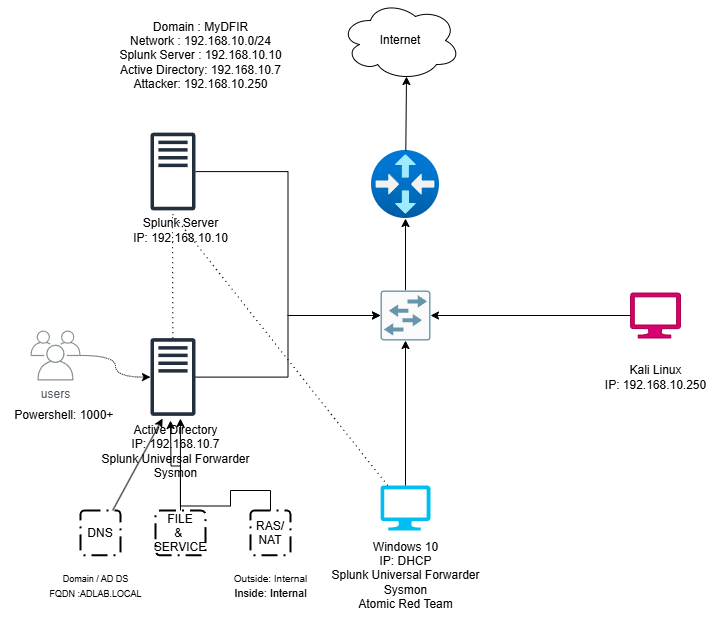 Domain : MyDFIR
Network : 192.168.10.0/24
Splunk Server : 192.168.10.10
Active Directory: 192.168.10.7
Attacker: 192.168.10.250
Internet
Splunk Server
IP: 192.168.10.10
users
Powershell: 1000+
Active Directory
IP: 192.168.10.7
Splunk Universal Forwarder
Sysmon
Kali Linux
IP: 192.168.10.250
DNS
FILE
&
SERVICE
RAS/
NAT
Domain / AD DS
FQDN :ADLAB.LOCAL
Outside: Internal
Inside: Internal
Windows 10
IP: DHCP
Splunk Universal Forwarder
Sysmon
Atomic Red Team